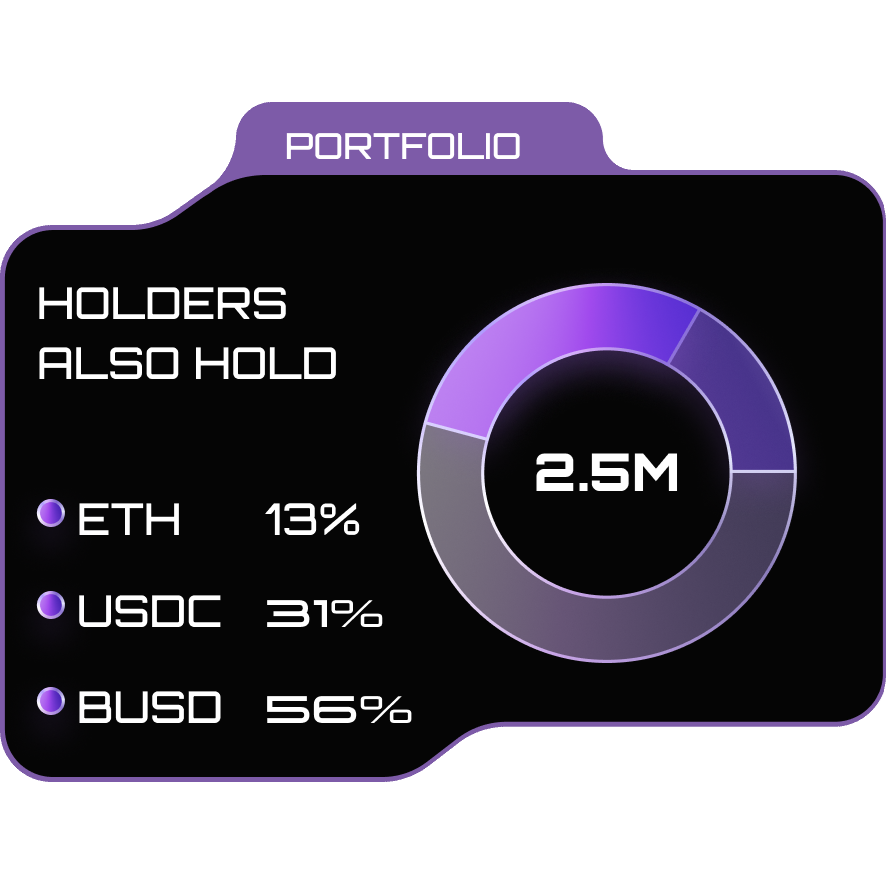 PORTFOLIO
HOLDERS
ALSO HOLD
2.5M
ETH 13%
USDC 31%
BUSD 56%